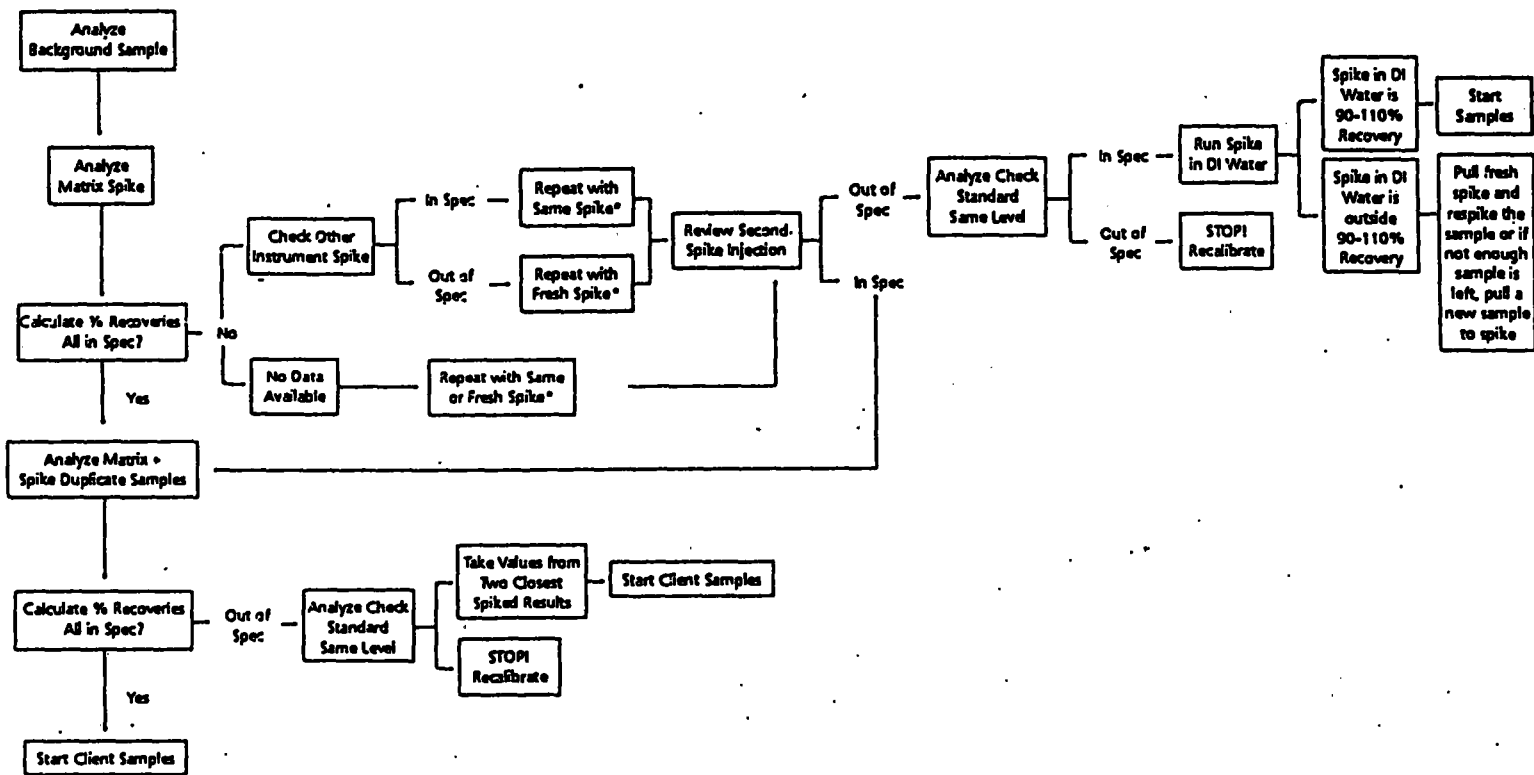 Analyze
Background Sample
Analyze
Matrix Spike
Calculate % Recoveries
All in Spec?
No
Check Other
Instrument Spike
In Spec
Repeat with
Same Spike*
Out of
Spec
Repeat with
Fresh Spike*
No Data
Available
Repeat with Same
or Fresh Spike*
Review Second
Spike Injection
Out of
Spec
In Spec
Analyze Check
Standard
Same Level
In Spec
Run Spike
in DI Water
Out of
Spec
STOP!
Recalibrate
Spike in DI
Water is
90-110%
Recovery
Start
Samples
Spike in DI
Water is
outside
90-110%
Recovery
Pull fresh
spike and
respike the
sample or if
not enough
sample is
left, pull a
new sample
to spike
Yes
Analyze Matrix +
Spike Duplicate Samples
Calculate % Recoveries
All in Spec?
Out of
Spec
Analyze Check
Standard
Same Level
Take Values from
Two Closest
Spiked Results
Start Client Samples
STOP!
Recalibrate
Yes
Start Client Samples